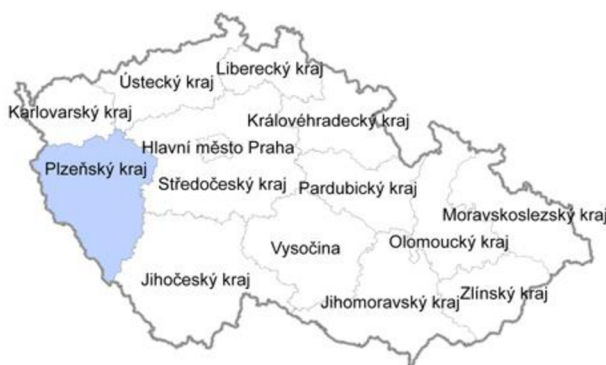 Ústecký kraj
Liberecký kraj
Karlovarský kraj
Královéhradecký kraj
Hlavní město Praha
Plzeňský kraj
Středočeský kraj
Pardubický kraj
Moravskoslezský kraj
Vysočina
Olomoucký kraj
Jihočeský kraj
Jihomoravský kraj
Zlínský kraj